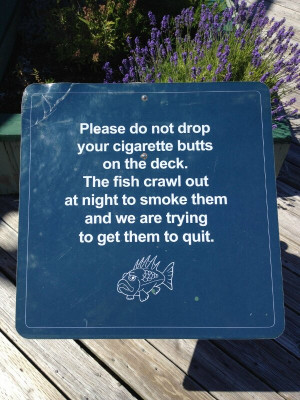 Please do not drop
your cigarette butts
on the deck.
The fish crawl out
at night to smoke them
and we are trying
to get them to quit.